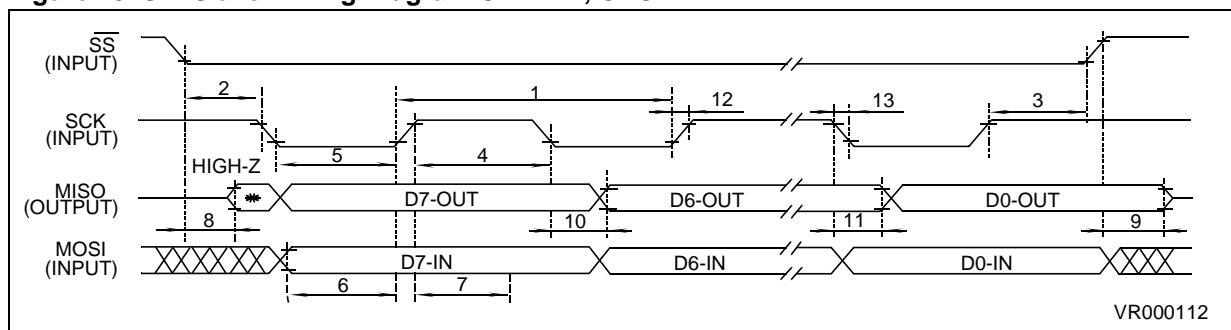 SS
(INPUT)
2
1
12
13
3
SCK
(INPUT)
5
4
HIGH-Z
MISO
(OUTPUT)
D7-OUT
D6-OUT
D0-OUT
8
10
11
9
MOSI
(INPUT)
D7-IN
D6-IN
D0-IN
6
7
VR000112